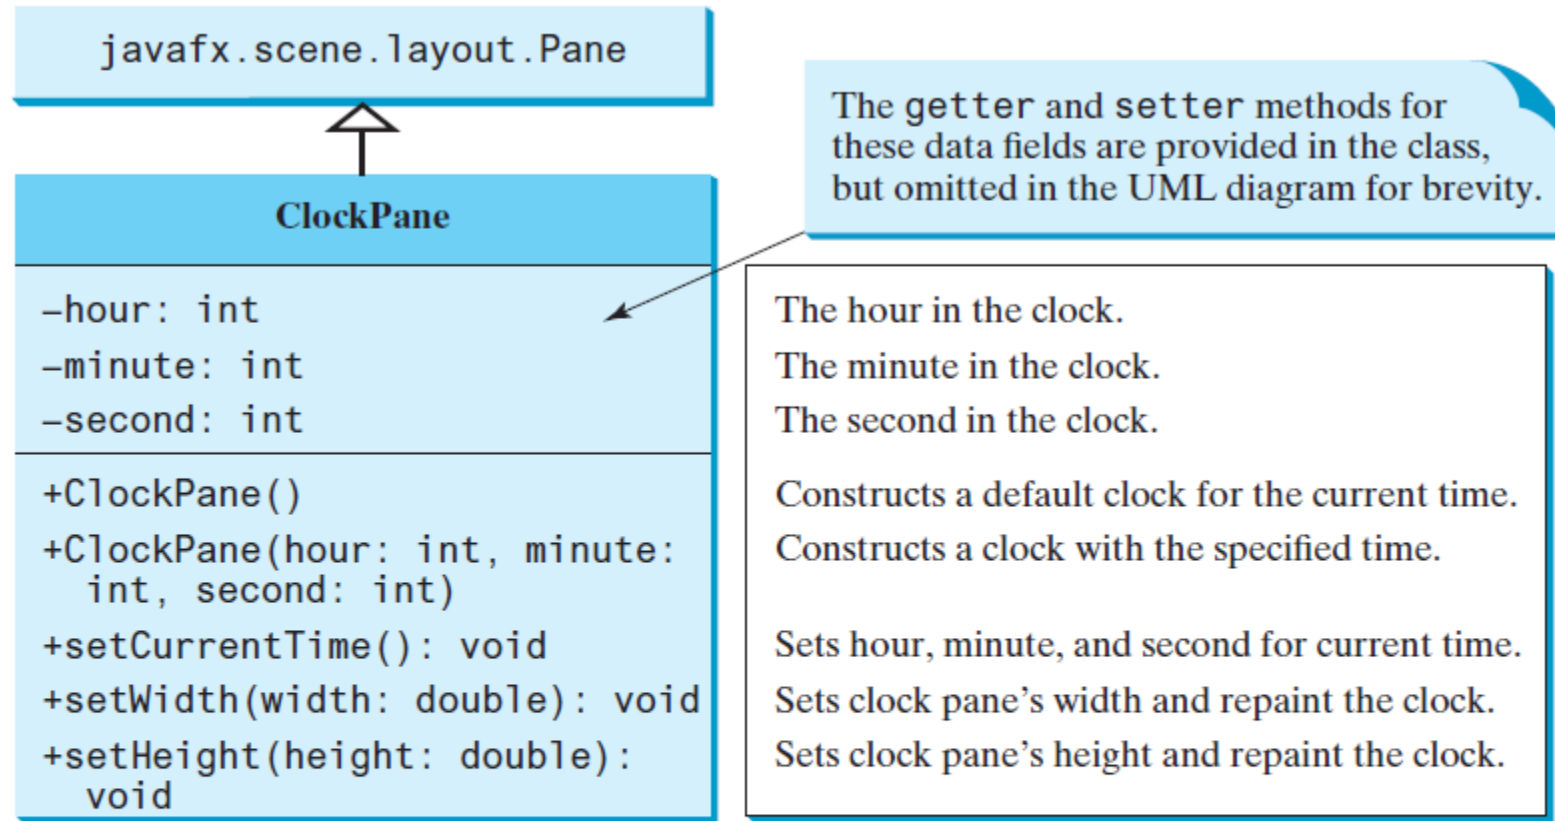 javafx.scene.layout.Pane
The getter and setter methods for
these data fields are provided in the class,
but omitted in the UML diagram for brevity.
ClockPane
–hour: int
The hour in the clock.
–minute: int
The minute in the clock.
–second: int
The second in the clock.
+ClockPane()
Constructs a default clock for the current time.
+ClockPane(hour: int, minute:
int, second: int)
Constructs a clock with the specified time.
+setCurrentTime(): void
Sets hour, minute, and second for current time.
+setWidth(width: double): void
Sets clock pane’s width and repaint the clock.
+setHeight(height: double):
void
Sets clock pane’s height and repaint the clock.